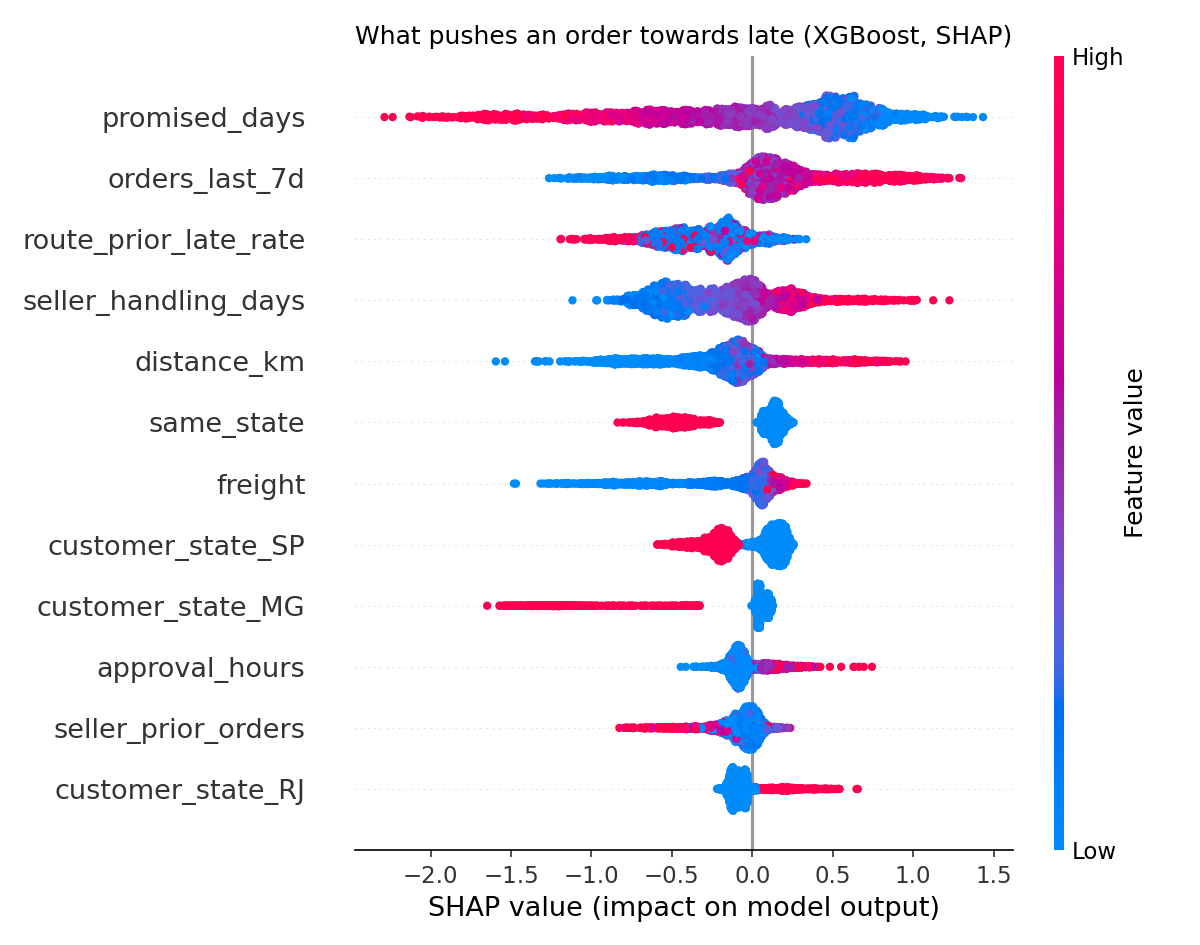 What pushes an order towards late (XGBoost, SHAP)
High
promised_days
orders_last_7d
route_prior_late_rate
seller_handling_days
distance_km
same_state
freight
customer_state_SP
customer_state_MG
approval_hours
seller_prior_orders
customer_state_RJ
Feature value
Low
−2.0 −1.5 −1.0 −0.5 0.0 0.5 1.0 1.5
SHAP value (impact on model output)